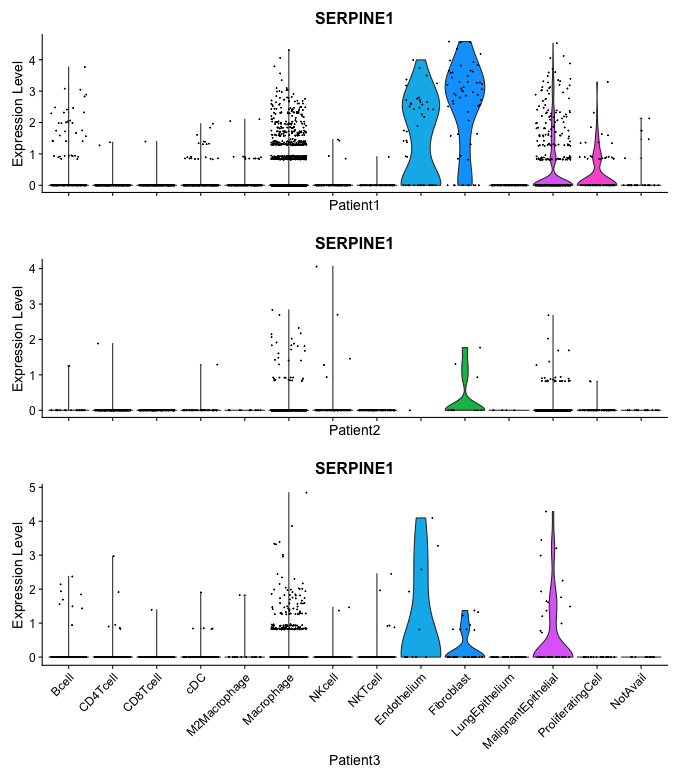 SERPINE1
Expression Level
4
3
2
1
0
Patient1
SERPINE1
Expression Level
4
3
2
1
0
Patient2
SERPINE1
Expression Level
5
4
3
2
1
0
Bcell
CD4Tcell
CD8Tcell
cDC
M2Macrophage
Macrophage
NKcell
NKTcell
Endothelium
Fibroblast
LungEpithelium
MalignantEpithelial
ProliferatingCell
NotAvail
Patient3